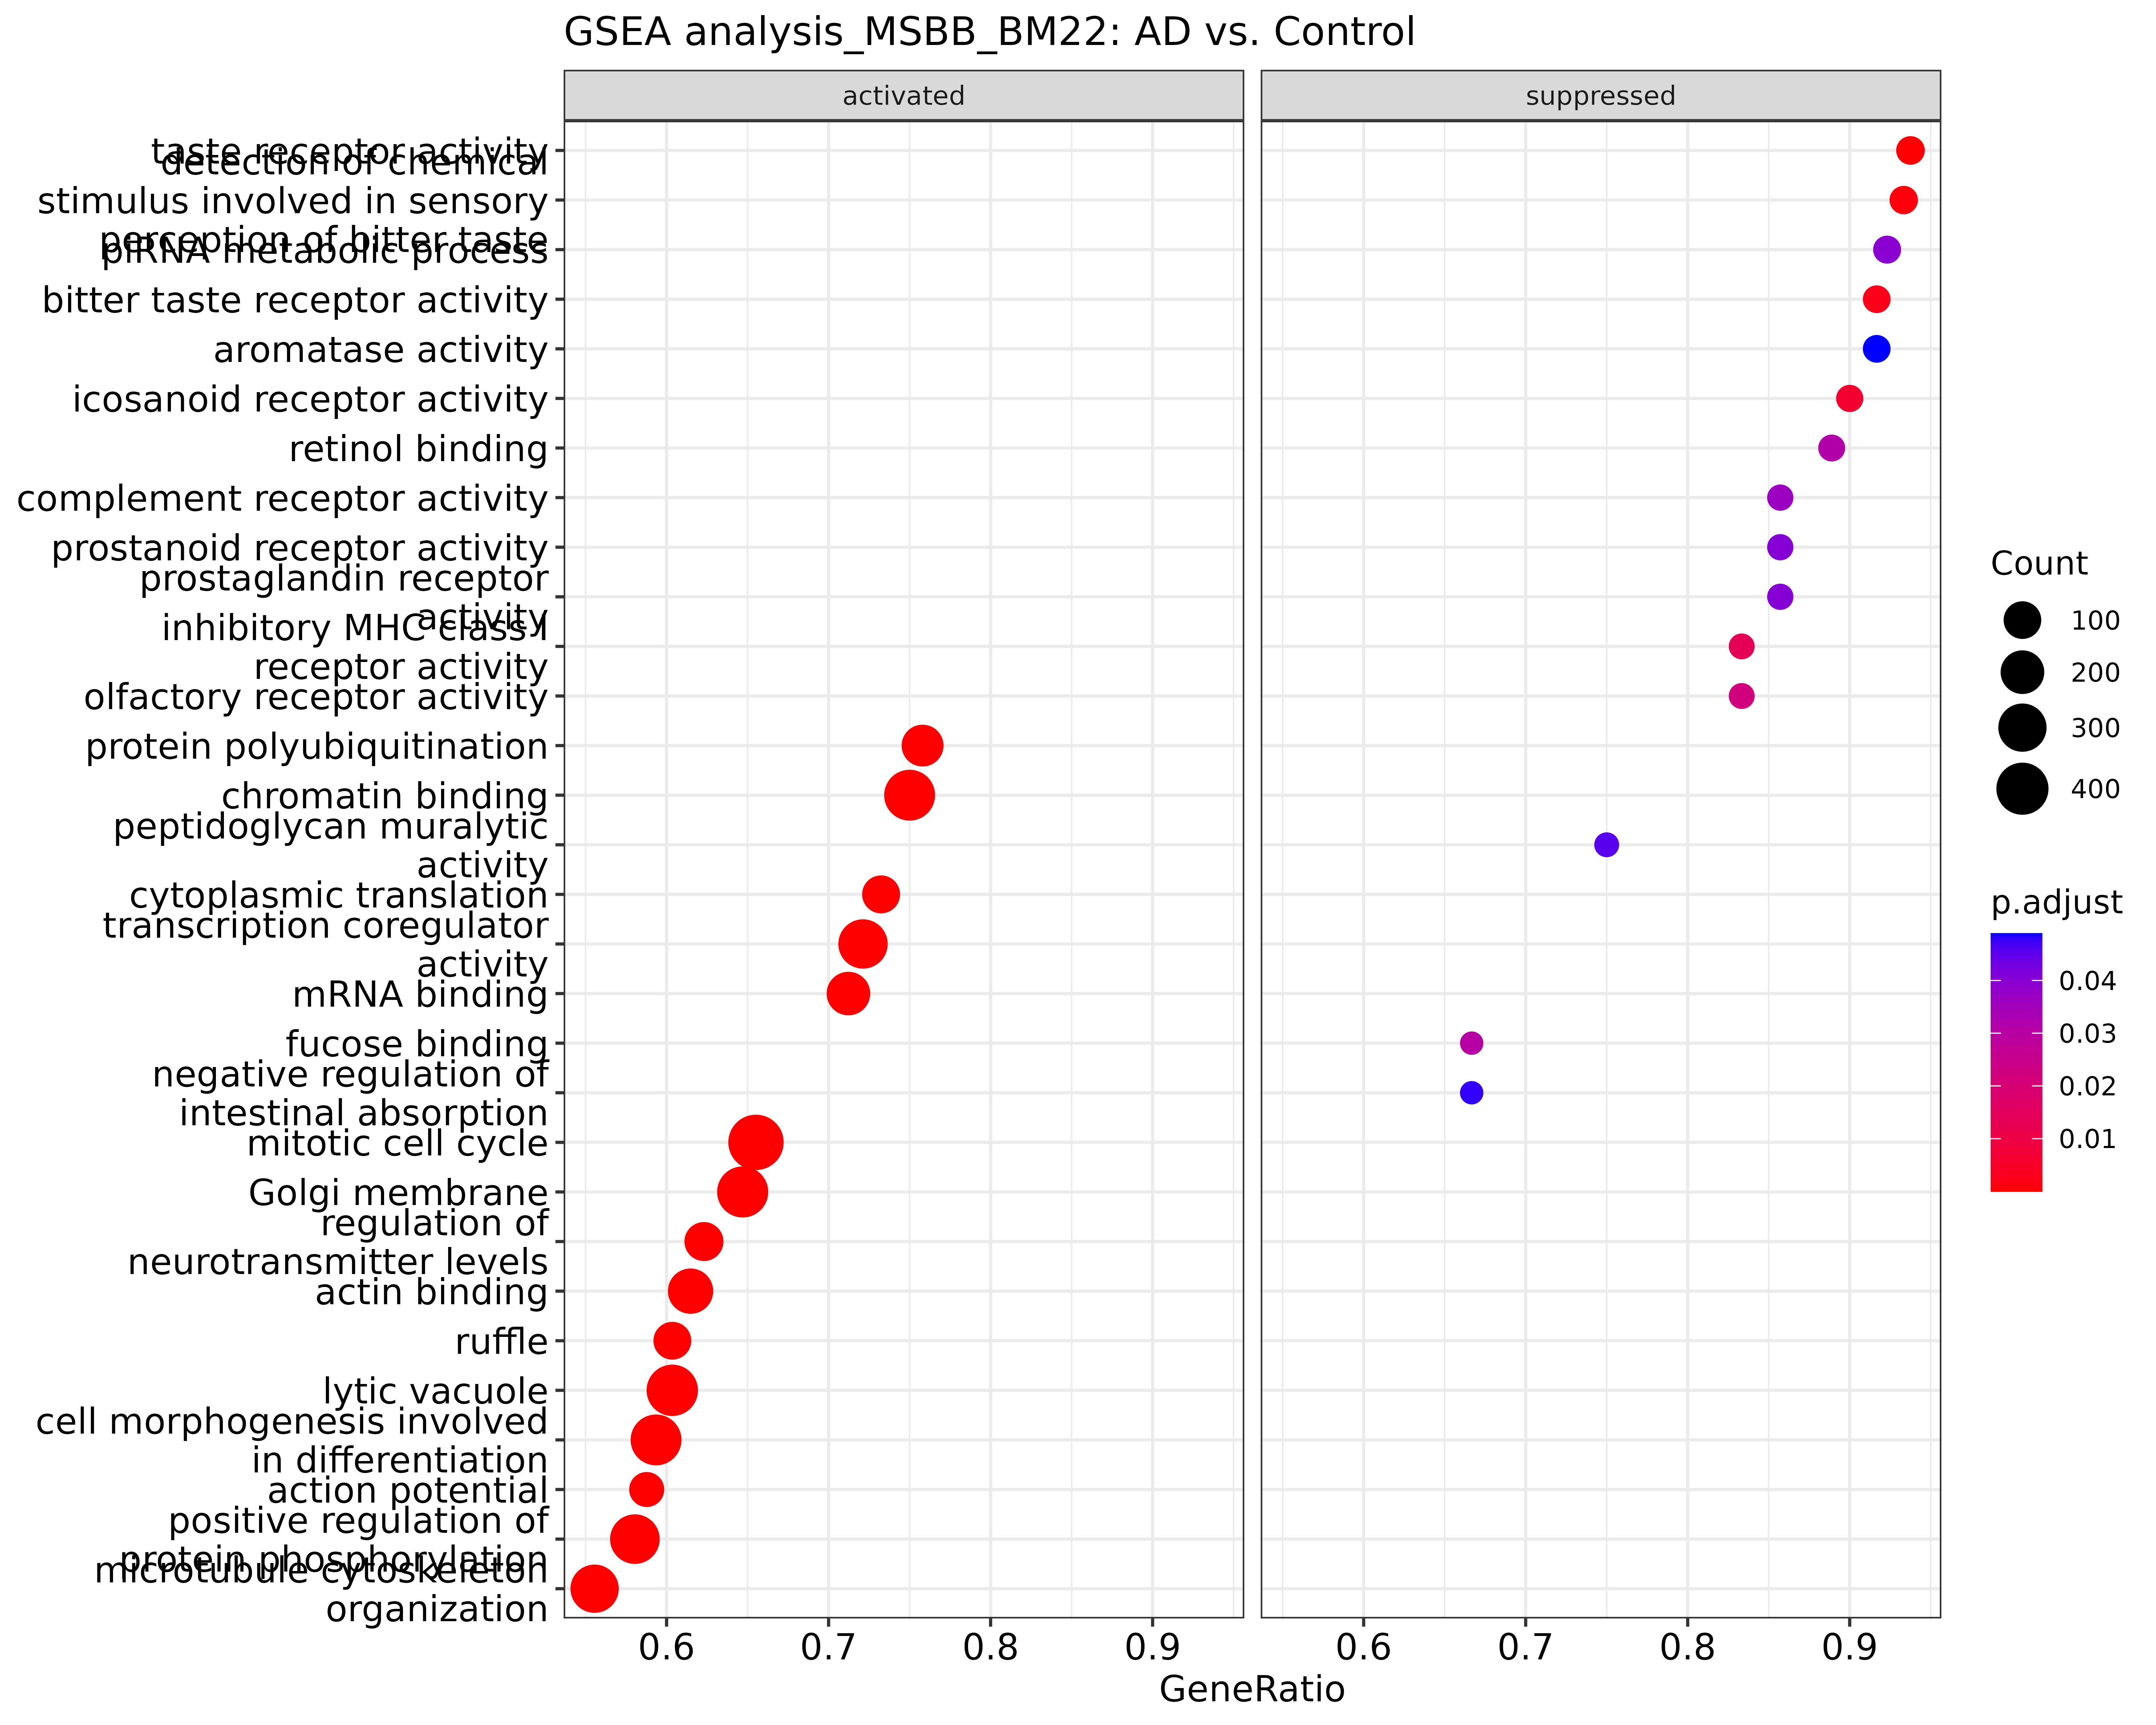 GSEA analysis_MSBB_BM22: AD vs. Control
activated
suppressed
taste receptor activity
detection of chemical
stimulus involved in sensory
perception of bitter taste
piRNA metabolic process
bitter taste receptor activity
aromatase activity
icosanoid receptor activity
retinol binding
complement receptor activity
prostanoid receptor activity
prostaglandin receptor
activity
inhibitory MHC class I
receptor activity
olfactory receptor activity
protein polyubiquitination
chromatin binding
peptidoglycan muralytic
activity
cytoplasmic translation
transcription coregulator
activity
mRNA binding
fucose binding
negative regulation of
intestinal absorption
mitotic cell cycle
Golgi membrane
regulation of
neurotransmitter levels
actin binding
ruffle
lytic vacuole
cell morphogenesis involved
in differentiation
action potential
positive regulation of
protein phosphorylation
microtubule cytoskeleton
organization
0.6
0.7
0.8
0.9
0.6
0.7
0.8
0.9
GeneRatio
Count
100
200
300
400
p.adjust
0.04
0.03
0.02
0.01